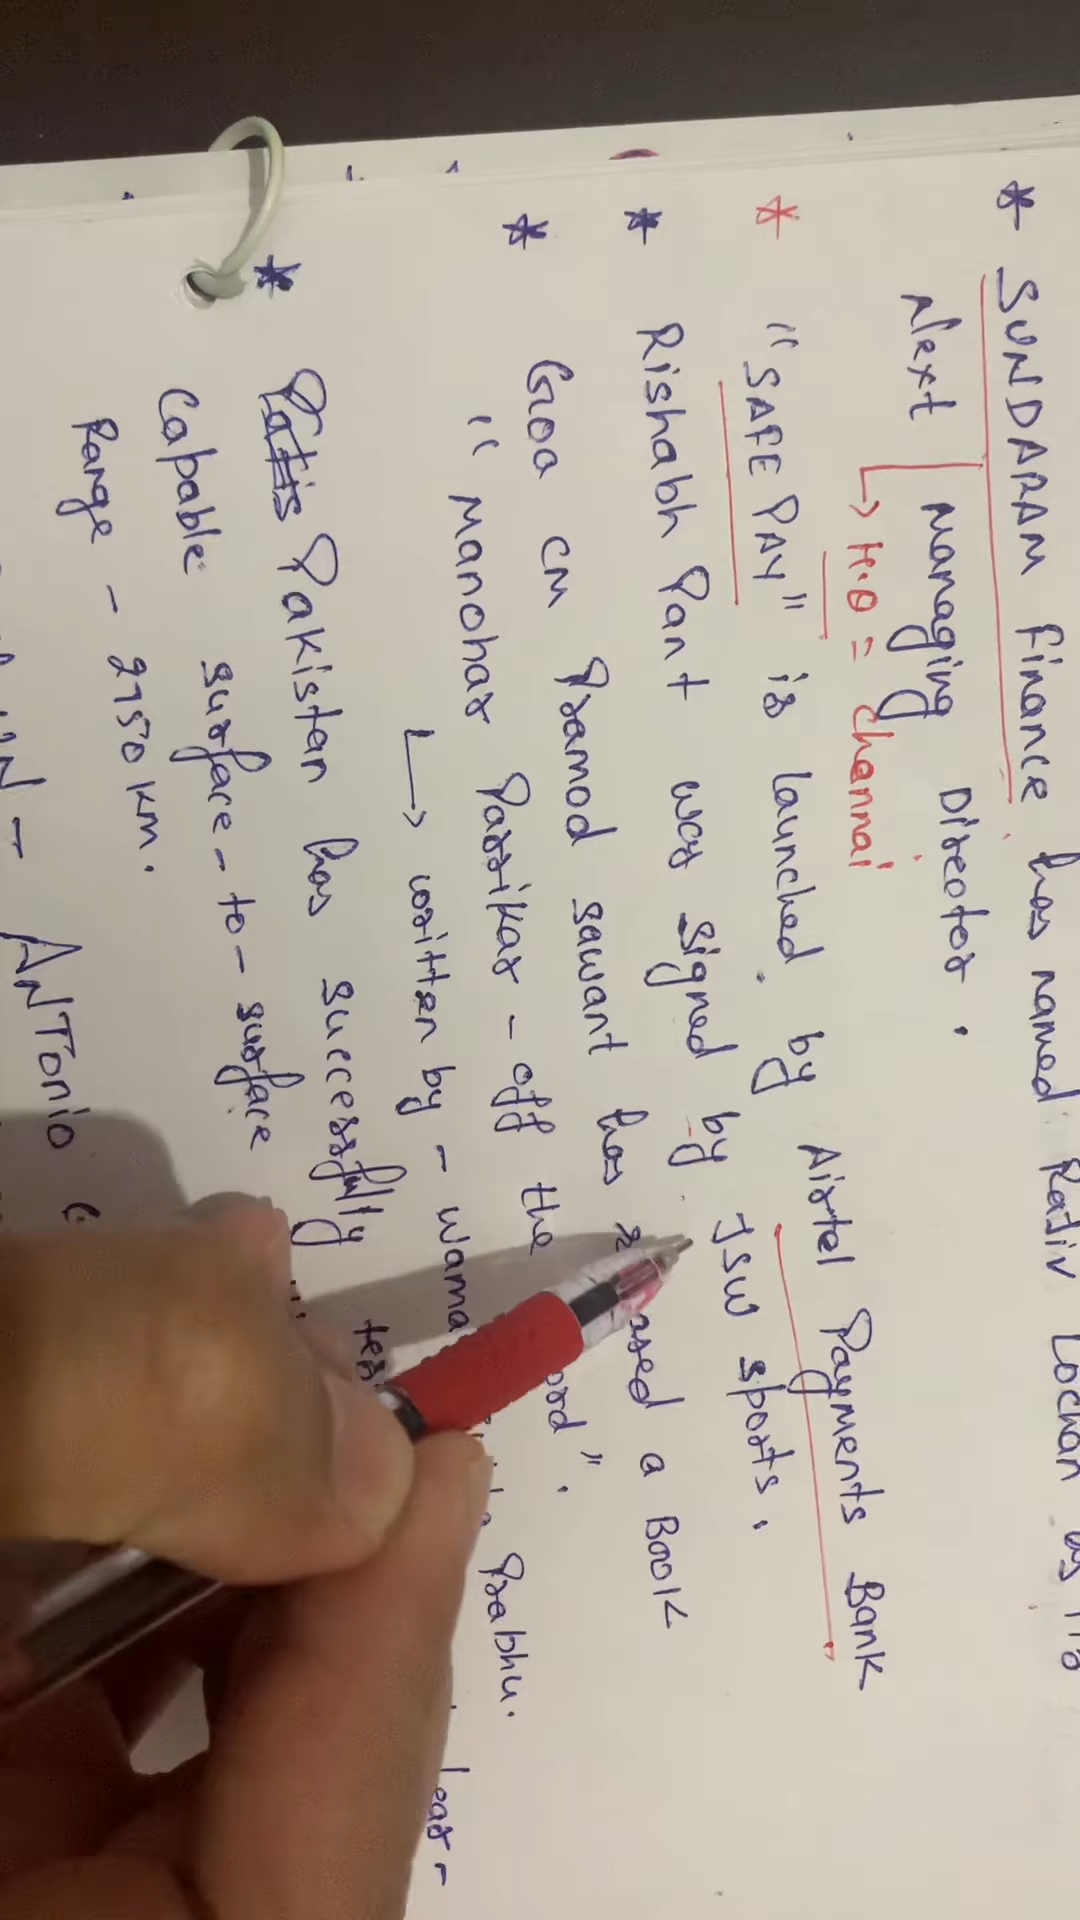 * SUNDARAM Finance has named Rajiv Lochan as its
Next Managing Director.
↳ H.O = Chennai
* "SAFE PAY" is launched by Airtel Payments Bank
* Rishabh Pant was signed by JSW sports.
* Goa CM Pramod Sawant has a Book
" Manohar Parrikar - off the ".
↳ written by - Wama Prabhu.
* Pakistan has successfully
Capable surface-to-surface
Range - 2750 km.
- ANTONIO